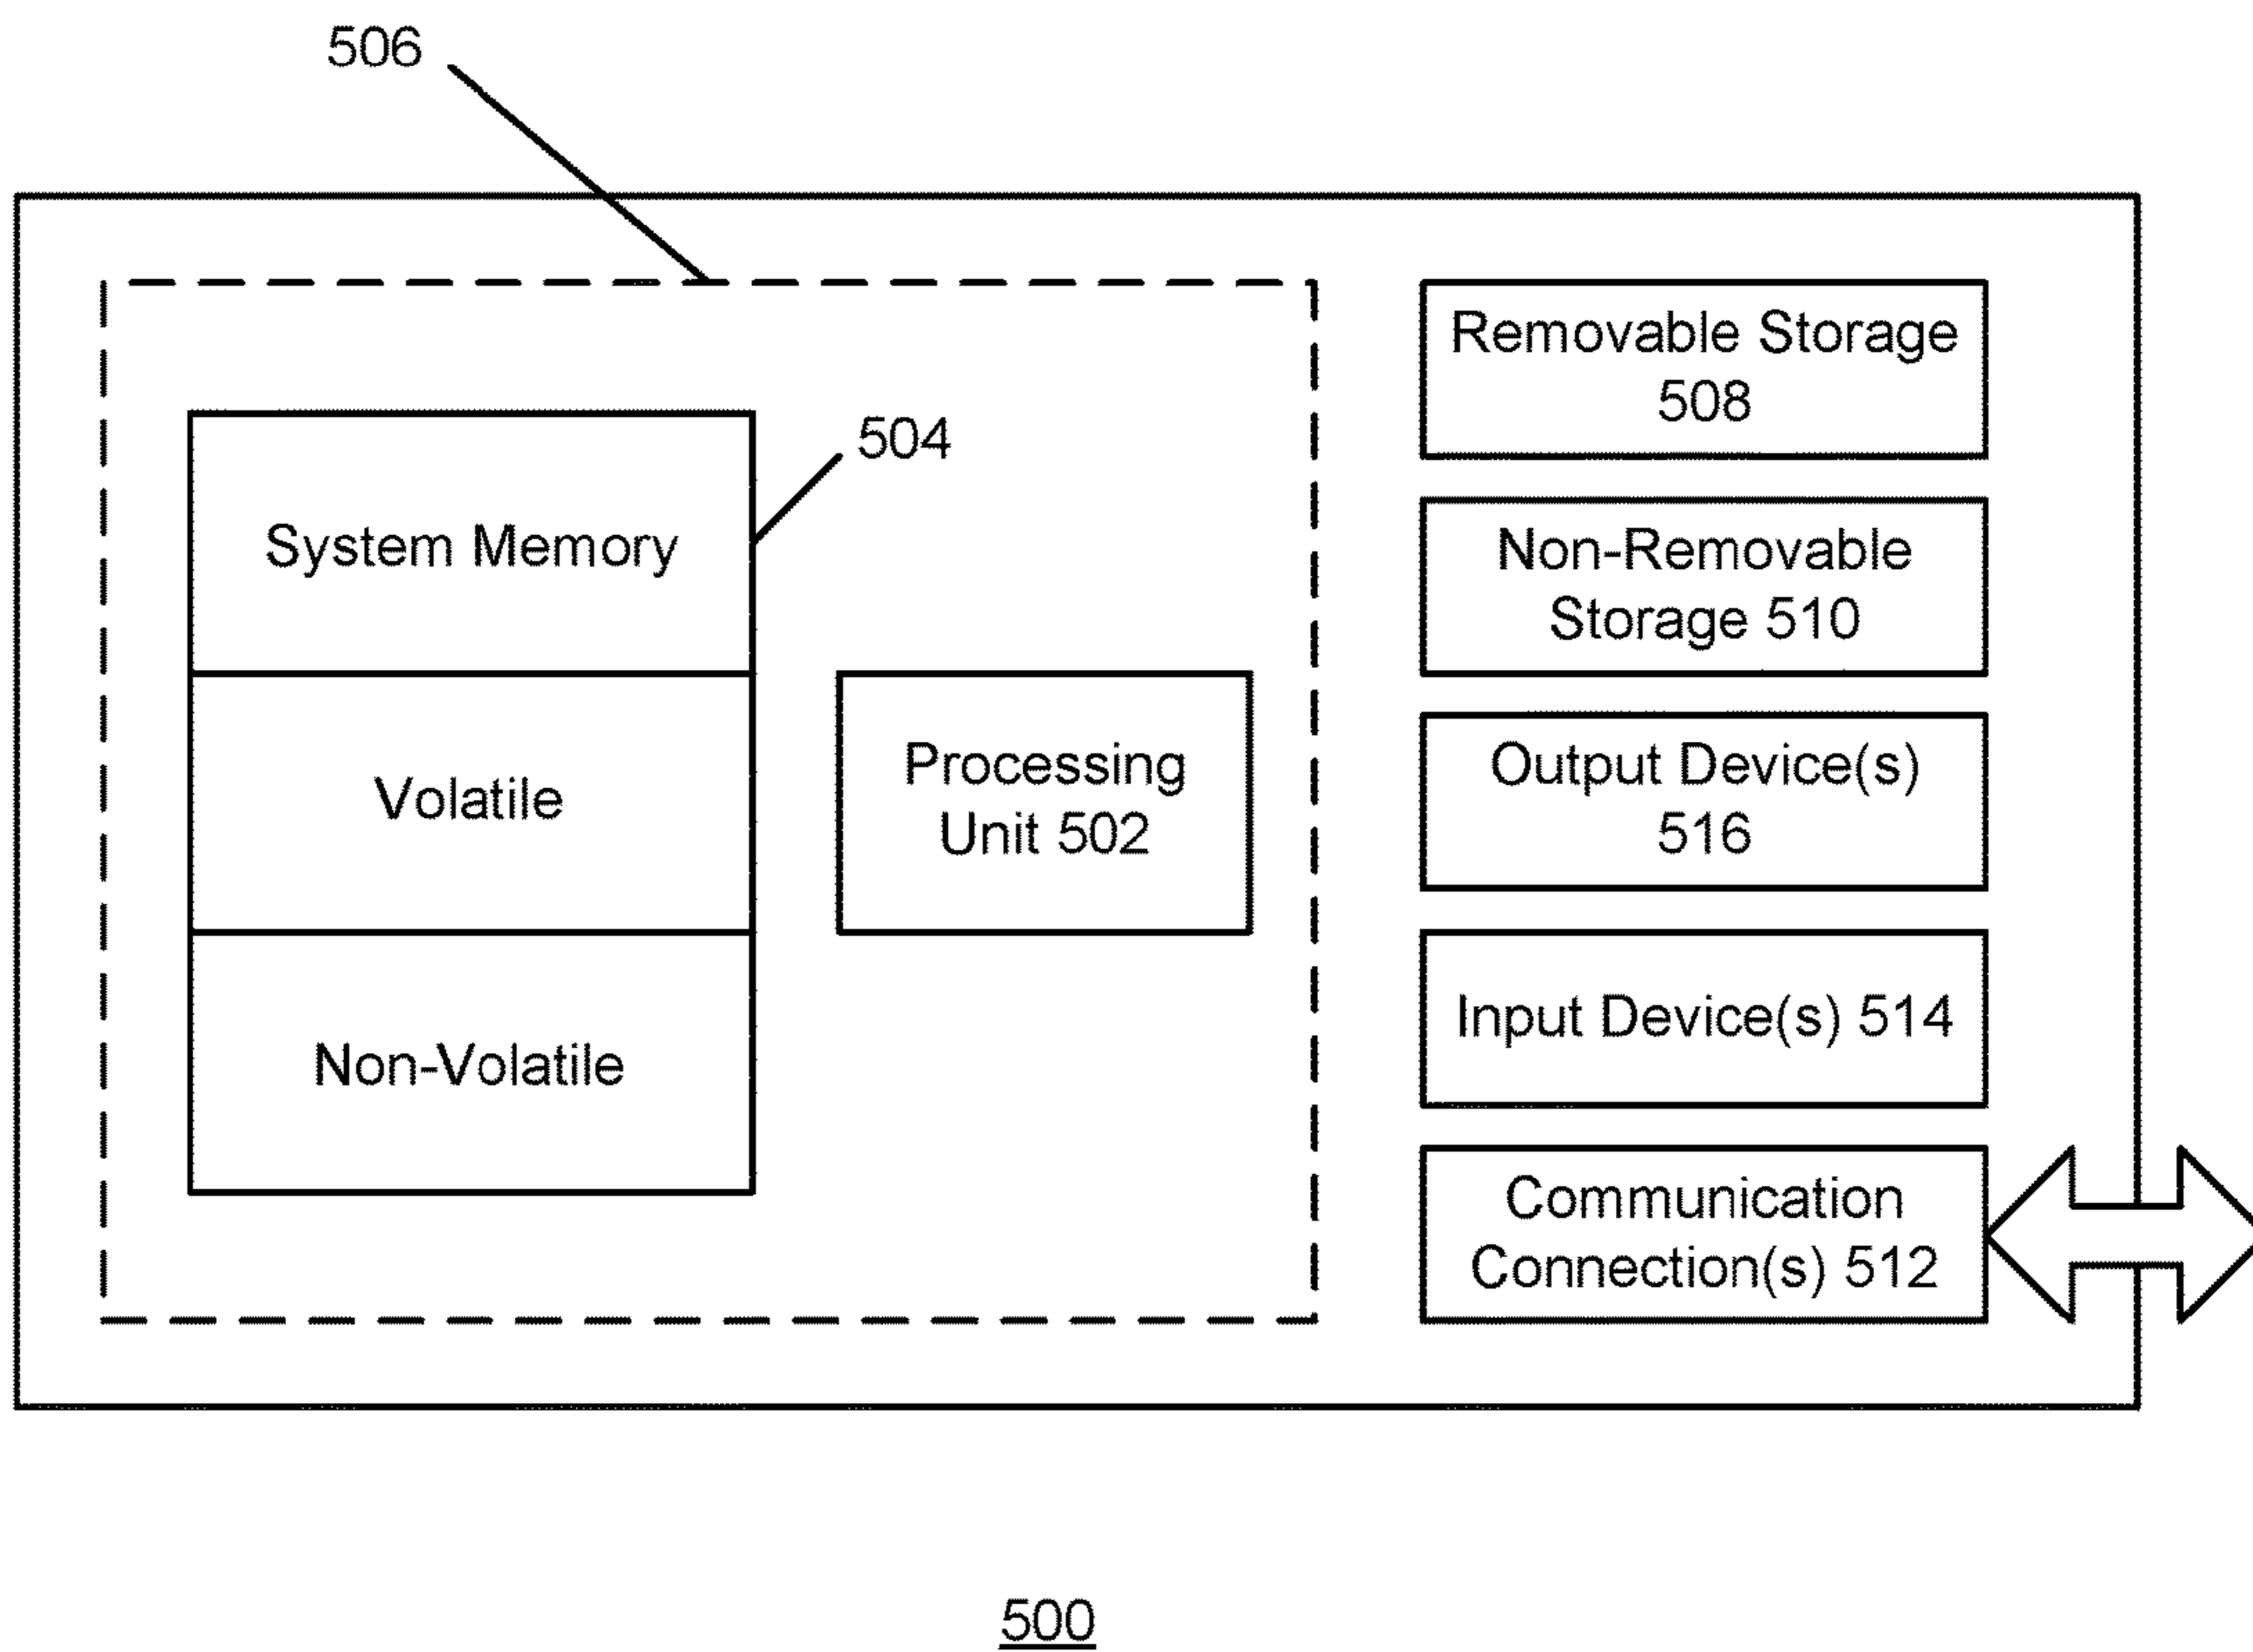 506
504
System Memory
Volatile
Non-Volatile
Processing
Unit 502
Removable Storage
508
Non-Removable
Storage 510
Output Device(s)
516
Input Device(s) 514
Communication
Connection(s) 512
500